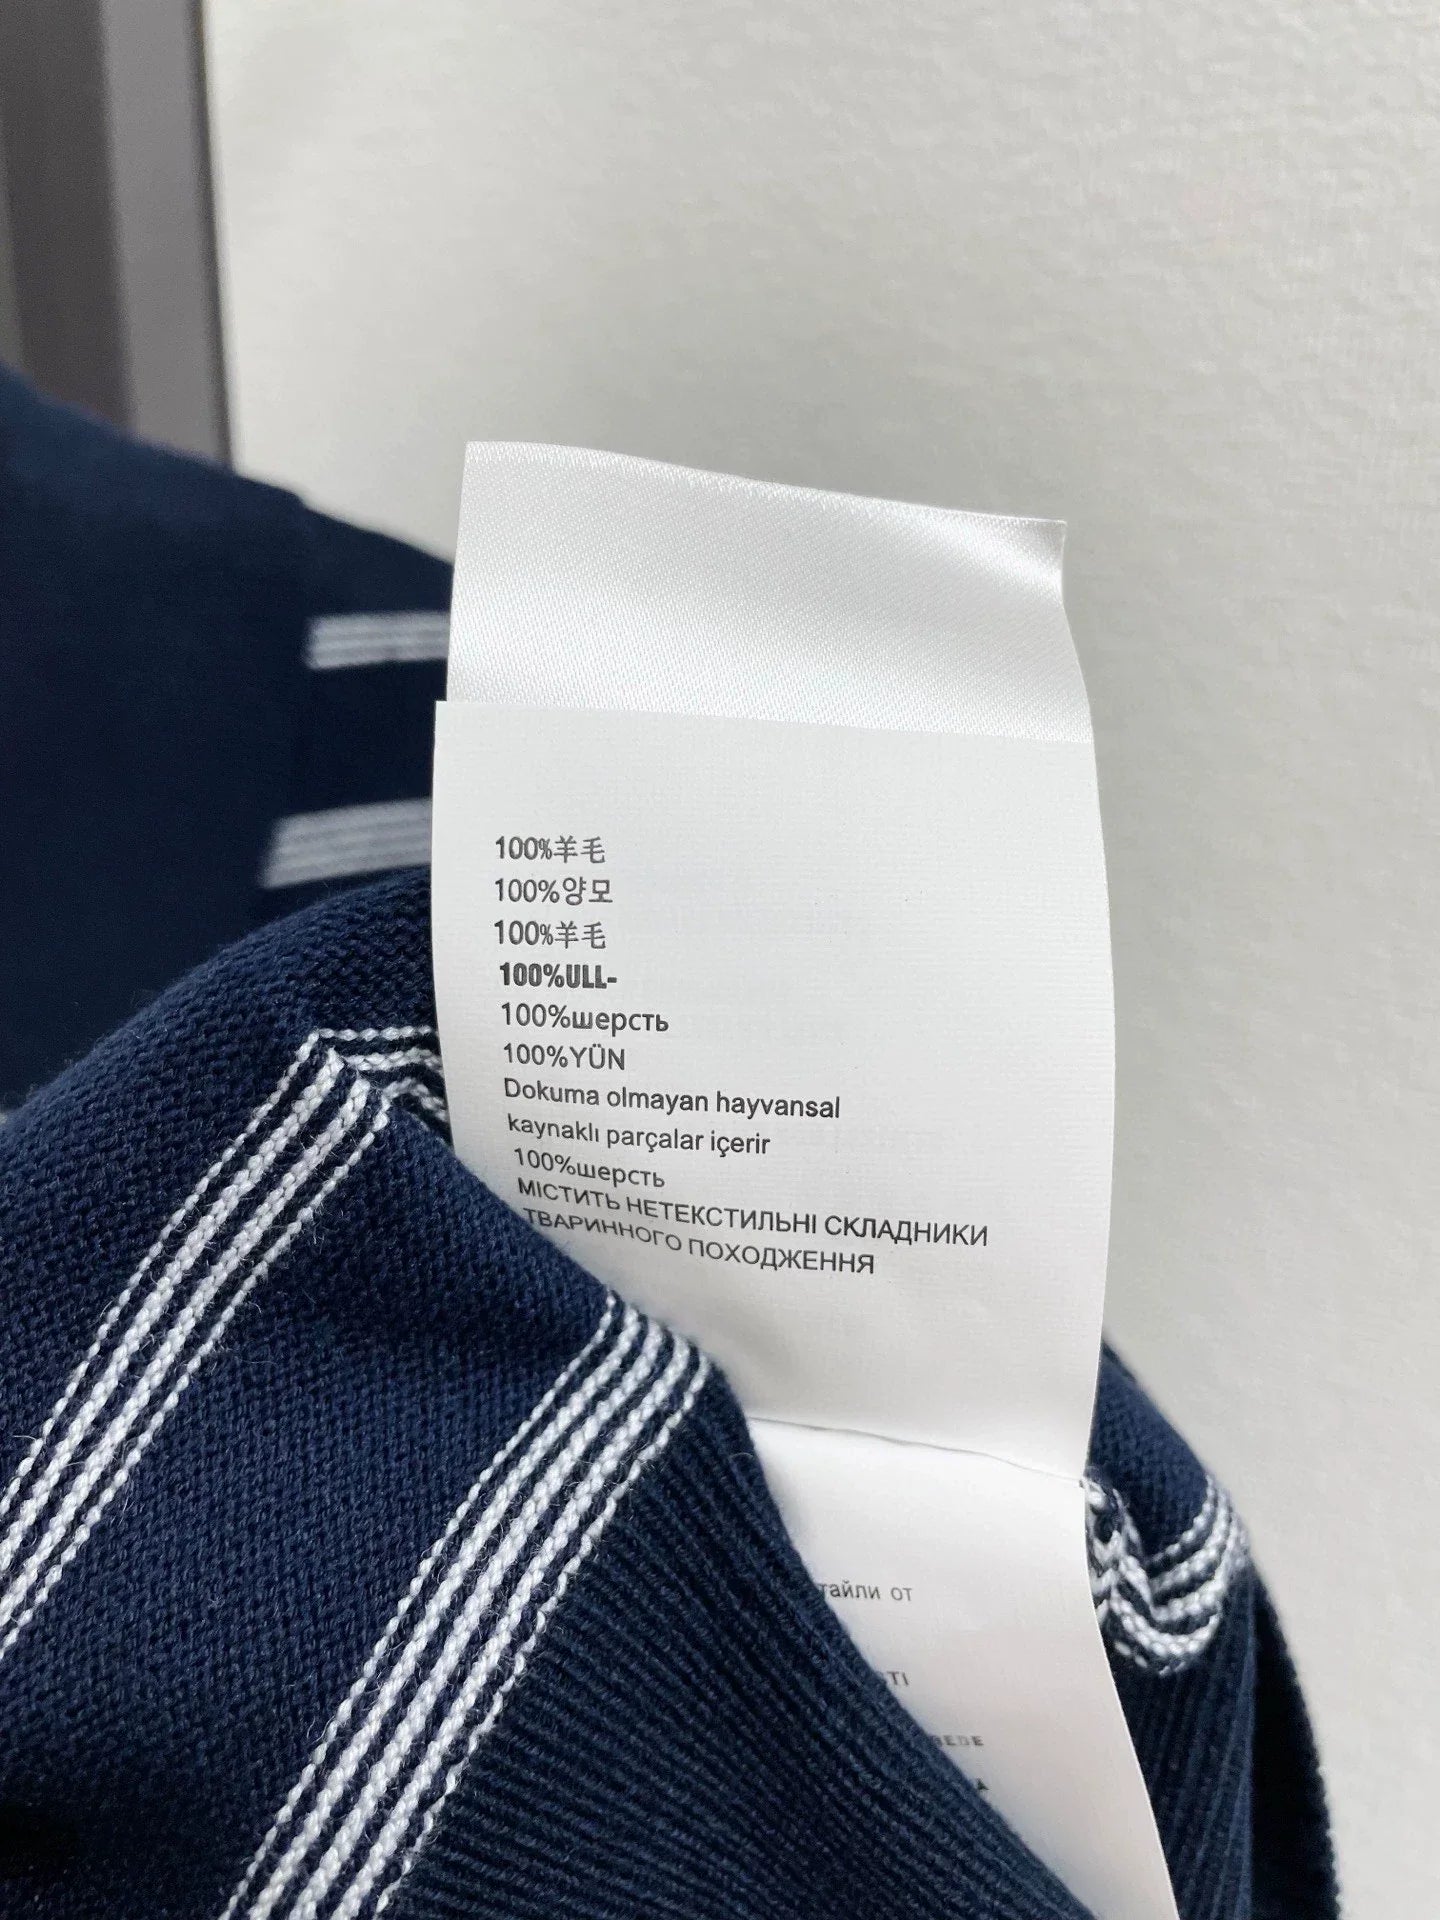 100%羊毛
100%양모
100%羊毛
100%ULL-
100%шерсть
100%YÜN
Dokuma olmayan hayvansal
kaynaklı parçalar içerir
100%шерсть
МІСТИТЬ НЕТЕКСТИЛЬНІ СКЛАДНИКИ
ТВАРИННОГО ПОХОДЖЕННЯ
от